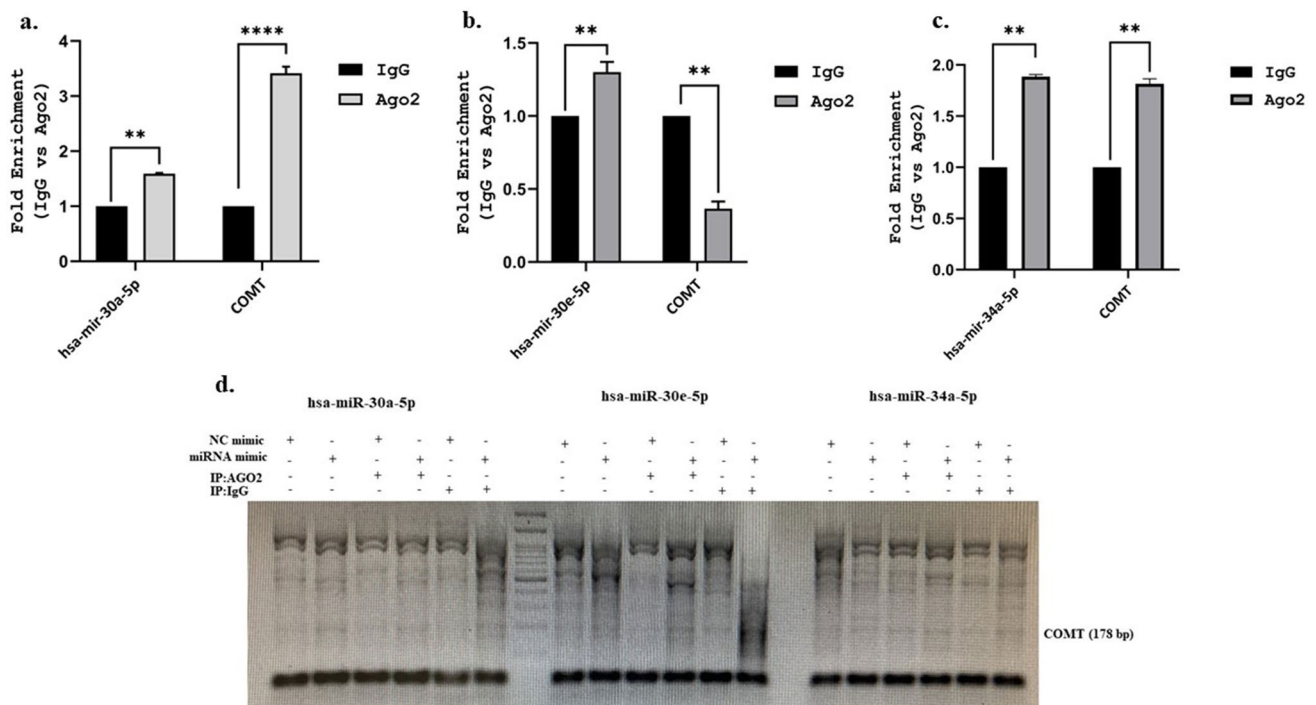 a.
Fold Enrichment
(IgG vs Ago2)
4
3
2
1
0
**
****
hsa-mir-30a-5p
COMT
IgG
Ago2
b.
Fold Enrichment
(IgG vs Ago2)
1.5
1.0
0.5
0.0
**
**
hsa-mir-30e-5p
COMT
IgG
Ago2
c.
Fold Enrichment
(IgG vs Ago2)
2.0
1.5
1.0
0.5
0.0
**
**
hsa-mir-34a-5p
COMT
IgG
Ago2
d.
hsa-miR-30a-5p hsa-miR-30e-5p hsa-miR-34a-5p
NC mimic + - + - + - + - + - + - + - + - + -
miRNA mimic - + - + - + - + - + - + - + - + - +
IP:AGO2 - - + + - - - - + + - - - - + + - -
IP:IgG - - - - + + - - - - + + - - - - + +
COMT (178 bp)